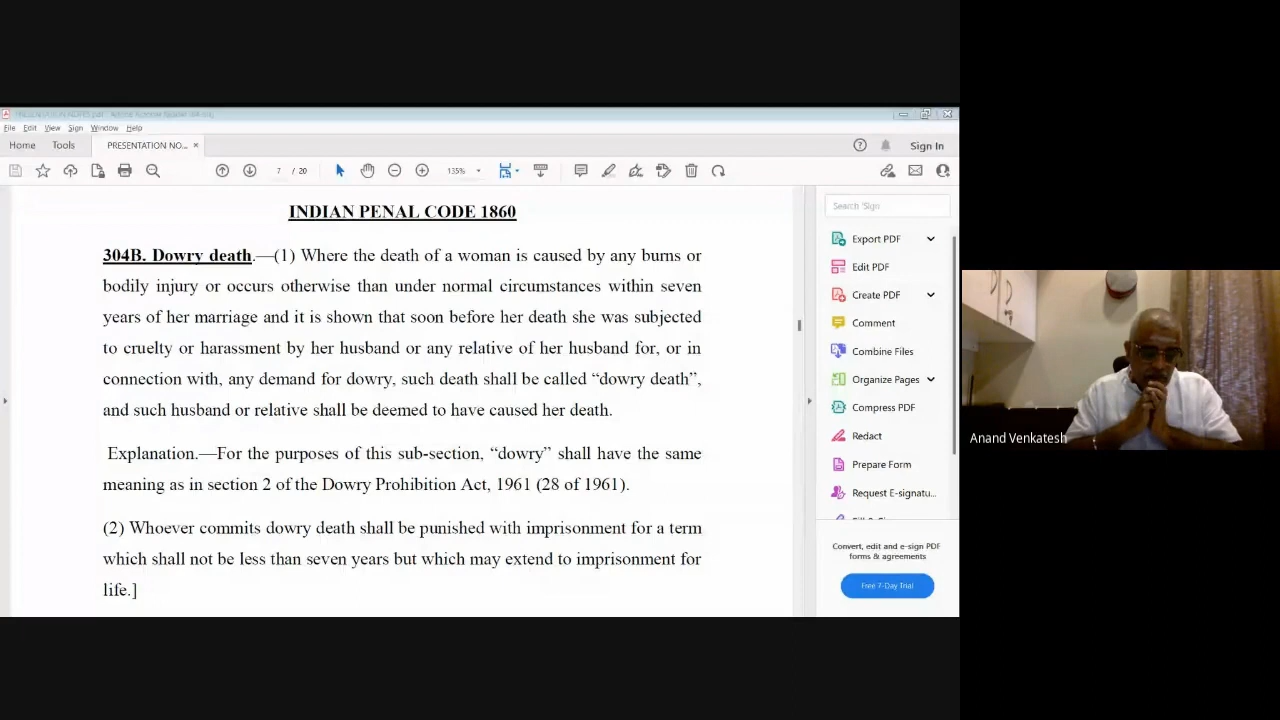 File Edit View Sign Window Help
Home Tools PRESENTATION NO... × Sign In
7 / 20 135%
INDIAN PENAL CODE 1860
304B. Dowry death.—(1) Where the death of a woman is caused by any burns or
bodily injury or occurs otherwise than under normal circumstances within seven
years of her marriage and it is shown that soon before her death she was subjected
to cruelty or harassment by her husband or any relative of her husband for, or in
connection with, any demand for dowry, such death shall be called “dowry death”,
and such husband or relative shall be deemed to have caused her death.
Explanation.—For the purposes of this sub-section, “dowry” shall have the same
meaning as in section 2 of the Dowry Prohibition Act, 1961 (28 of 1961).
(2) Whoever commits dowry death shall be punished with imprisonment for a term
which shall not be less than seven years but which may extend to imprisonment for
life.]
Search 'Sign
Export PDF
Edit PDF
Create PDF
Comment
Combine Files
Organize Pages
Compress PDF
Redact
Prepare Form
Request E-signatu...
Convert, edit and e-sign PDF
forms & agreements
Free 7-Day Trial
Anand Venkatesh